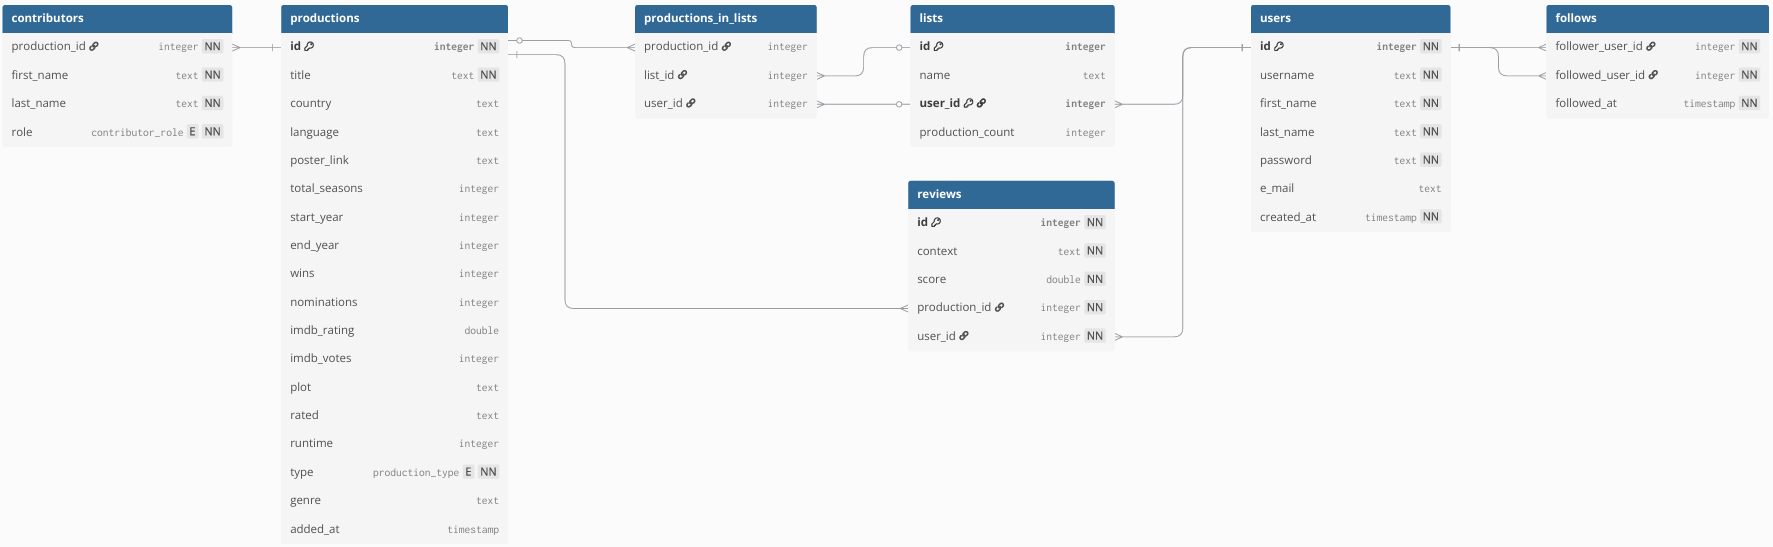 contributors
production_id integer NN
first_name text NN
last_name text NN
role contributor_role E NN
productions
id integer NN
title text NN
country text
language text
poster_link text
total_seasons integer
start_year integer
end_year integer
wins integer
nominations integer
imdb_rating double
imdb_votes integer
plot text
rated text
runtime integer
type production_type E NN
genre text
added_at timestamp
productions_in_lists
production_id integer
list_id integer
user_id integer
lists
id integer
name text
user_id integer
production_count integer
reviews
id integer NN
context text NN
score double NN
production_id integer NN
user_id integer NN
users
id integer NN
username text NN
first_name text NN
last_name text NN
password text NN
e_mail text
created_at timestamp NN
follows
follower_user_id integer NN
followed_user_id integer NN
followed_at timestamp NN